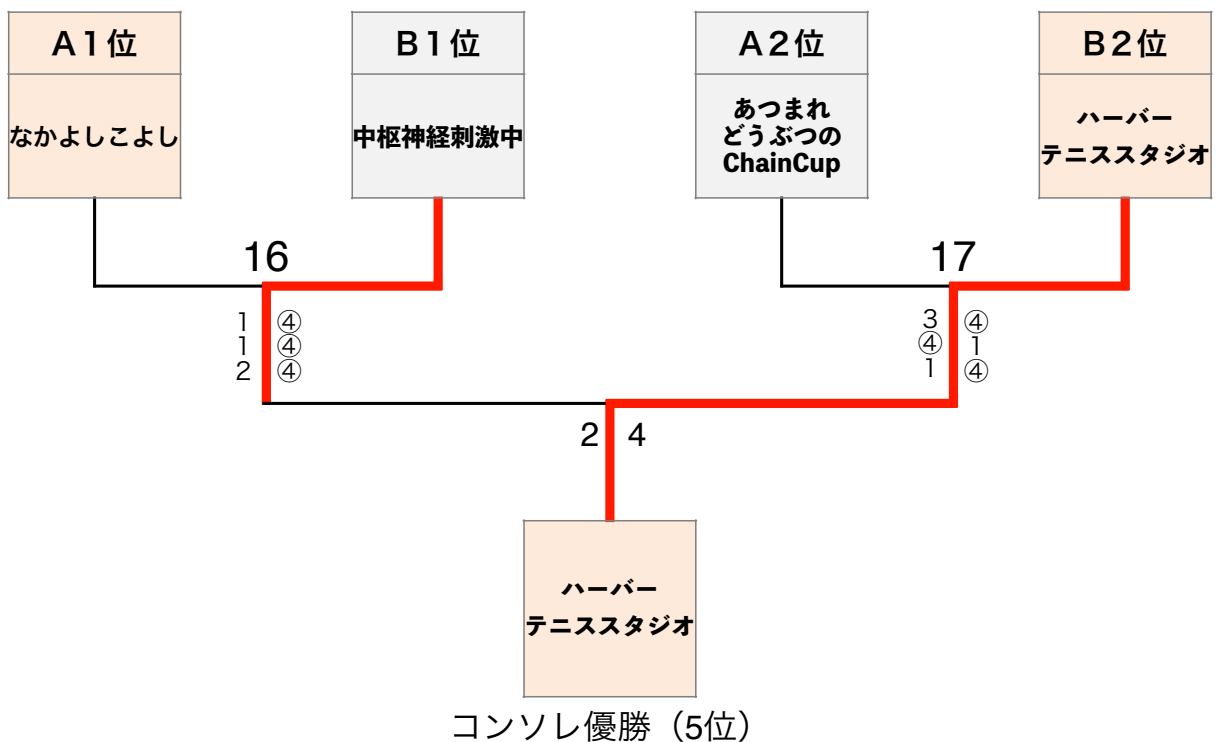 A1位
B1位
A2位
B2位
なかよしこよし
中枢神経刺激中
あつまれ
どうぶつの
ChainCup
ハーバー
テニススタジオ
16
17
1 ④
1 ④
2 ④
3 ④
④ 1
1 ④
2 4
ハーバー
テニススタジオ
コンソレ優勝（5位）